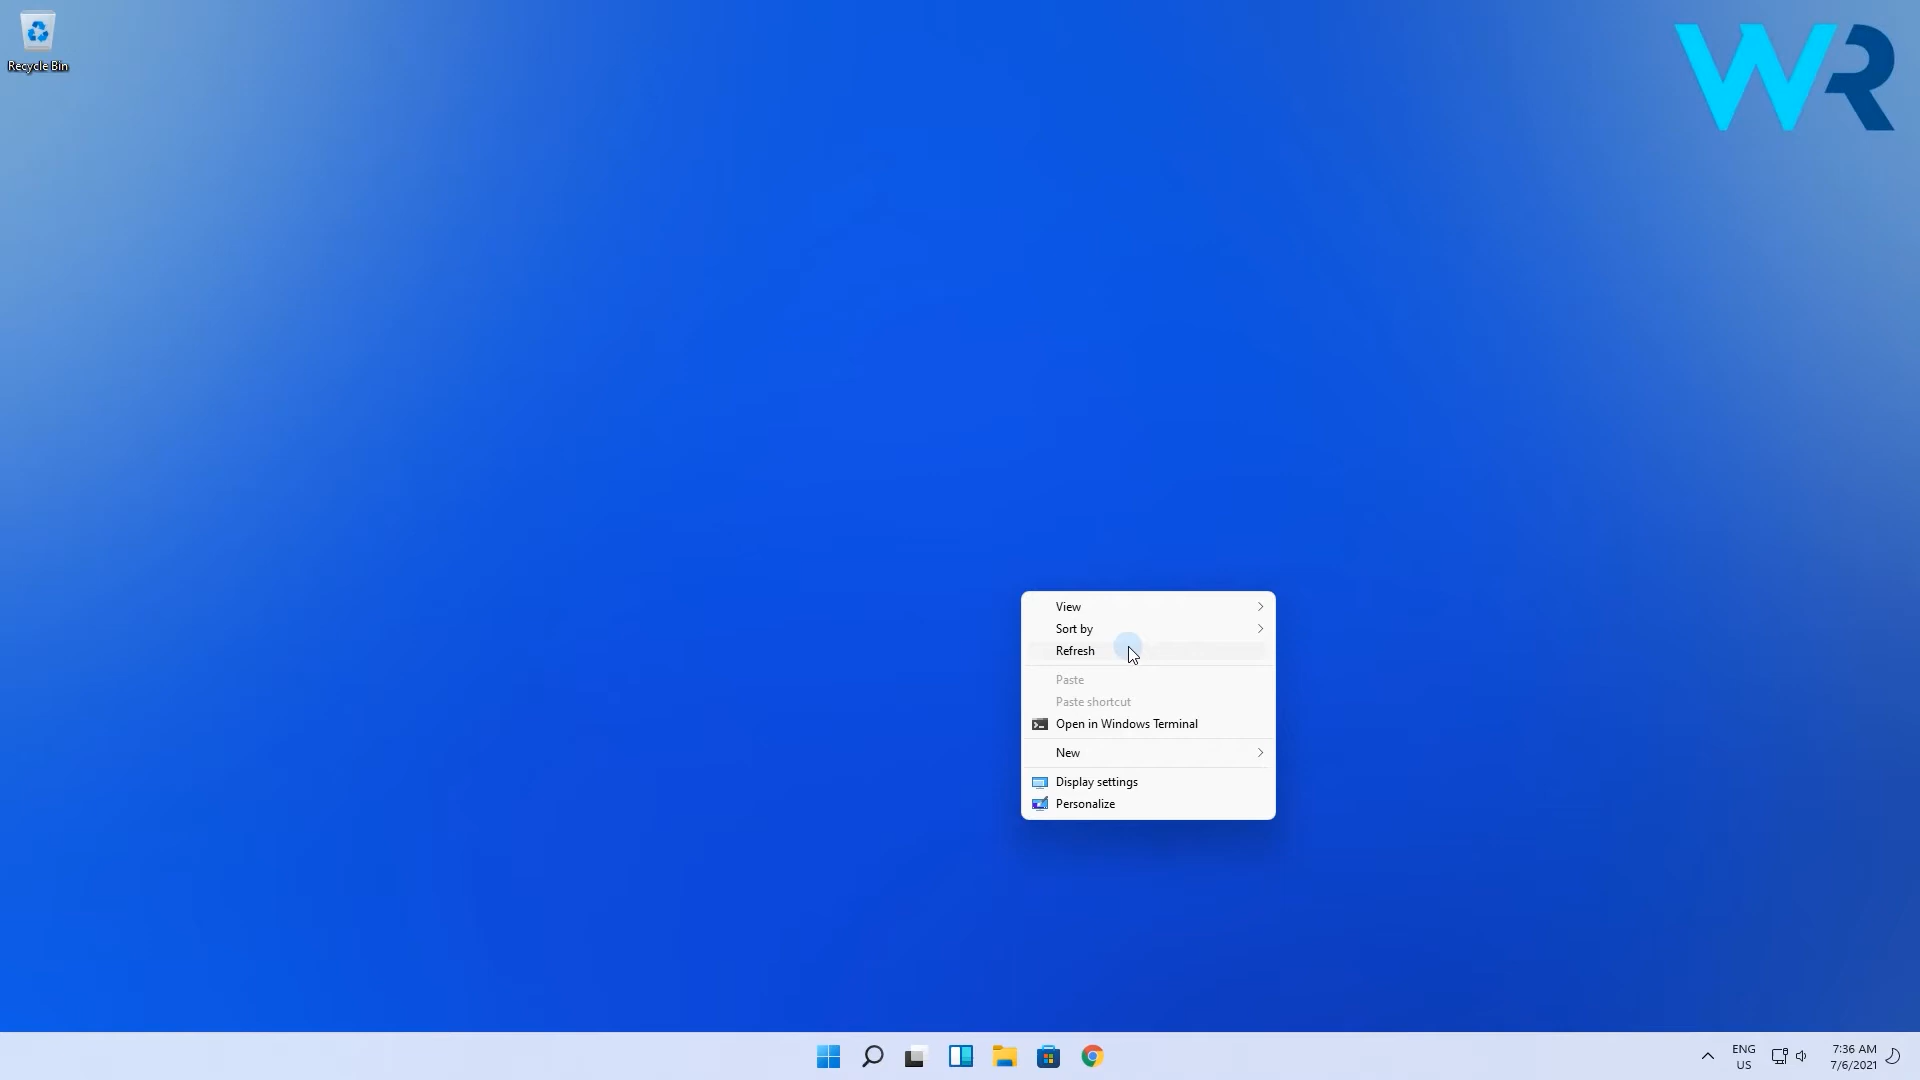 Recycle Bin
WR
View
Sort by
Refresh
Paste
Paste shortcut
Open in Windows Terminal
New
Display settings
Personalize
ENG
US
7:36 AM
7/6/2021